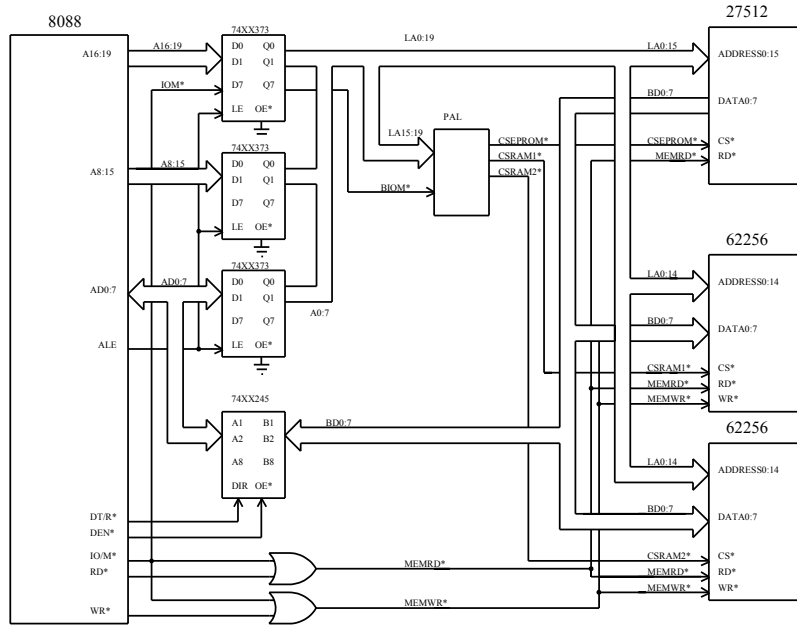 8088
74XX373
27512
A16:19
A16:19
D0 Q0
D1 Q1
D7 Q7
LE OE*
IOM*
LA0:19
LA0:15
ADDRESS0:15
BD0:7
DATA0:7
CSEPROM*
CS*
MEMRD*
RD*
PAL
LA15:19
BIOM*
CSEPROM*
CSRAM1*
CSRAM2*
74XX373
A8:15
A8:15
D0 Q0
D1 Q1
D7 Q7
LE OE*
62256
74XX373
AD0:7
AD0:7
D0 Q0
D1 Q1
D7 Q7
LE OE*
A0:7
ALE
LA0:14
ADDRESS0:14
BD0:7
DATA0:7
CSRAM1*
CS*
MEMRD*
RD*
MEMWR*
WR*
74XX245
A1 B1
A2 B2
A8 B8
DIR OE*
BD0:7
62256
LA0:14
ADDRESS0:14
BD0:7
DATA0:7
CSRAM2*
CS*
MEMRD*
RD*
MEMWR*
WR*
DT/R*
DEN*
IO/M*
RD*
WR*
MEMRD*
MEMWR*